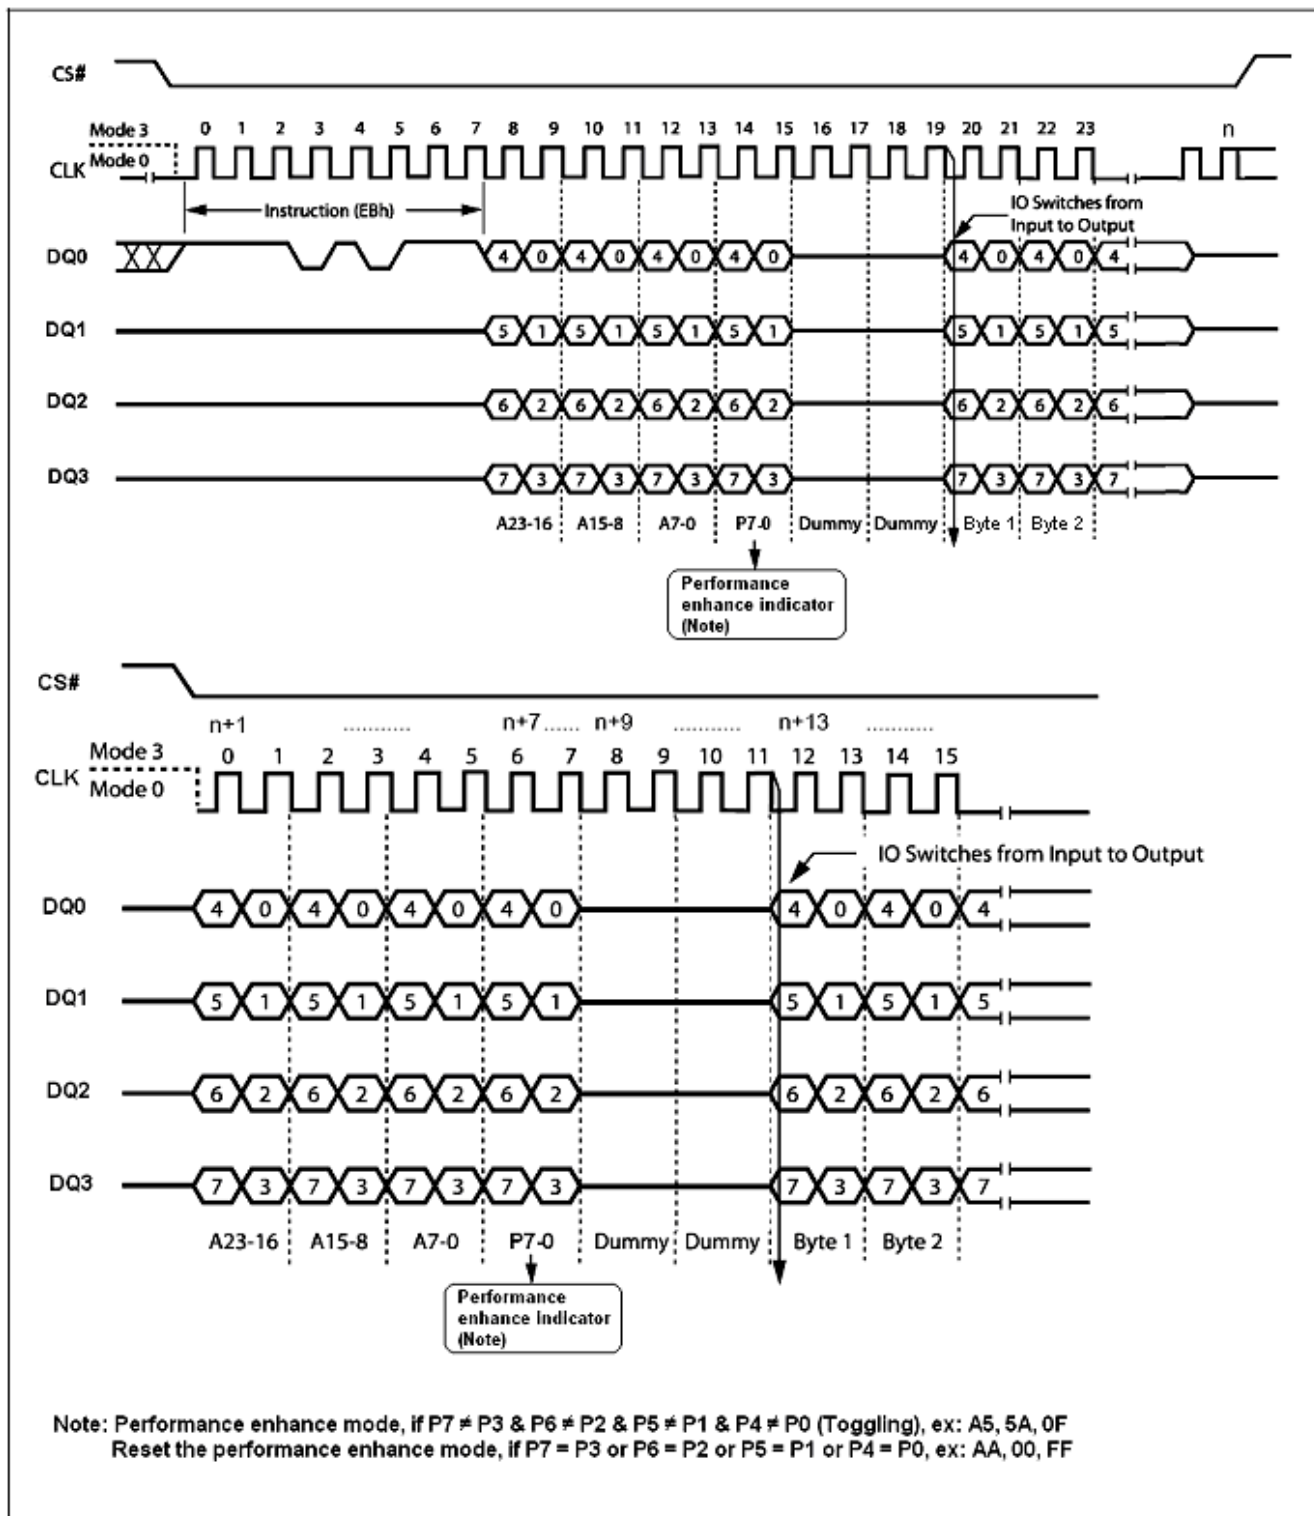 CS#
Mode 3
0 1 2 3 4 5 6 7 8 9 10 11 12 13 14 15 16 17 18 19 20 21 22 23 n
CLK Mode 0
Instruction (EBh)
IO Switches from
Input to Output
DQ0 4 0 4 0 4 0 4 0 4 0 4 0 4
DQ1 5 1 5 1 5 1 5 1 5 1 5 1 5
DQ2 6 2 6 2 6 2 6 2 6 2 6 2 6
DQ3 7 3 7 3 7 3 7 3 7 3 7 3 7
A23-16 A15-8 A7-0 P7-0 Dummy Dummy Byte 1 Byte 2
Performance
enhance indicator
(Note)
CS#
n+1 ........... n+7 ...... n+9 ........... n+13 ...........
Mode 3 0 1 2 3 4 5 6 7 8 9 10 11 12 13 14 15
CLK Mode 0
IO Switches from Input to Output
DQ0 4 0 4 0 4 0 4 0 4 0 4 0 4
DQ1 5 1 5 1 5 1 5 1 5 1 5 1 5
DQ2 6 2 6 2 6 2 6 2 6 2 6 2 6
DQ3 7 3 7 3 7 3 7 3 7 3 7 3 7
A23-16 A15-8 A7-0 P7-0 Dummy Dummy Byte 1 Byte 2
Performance
enhance indicator
(Note)
Note: Performance enhance mode, if P7 ≠ P3 & P6 ≠ P2 & P5 ≠ P1 & P4 ≠ P0 (Toggling), ex: A5, 5A, 0F
Reset the performance enhance mode, if P7 = P3 or P6 = P2 or P5 = P1 or P4 = P0, ex: AA, 00, FF